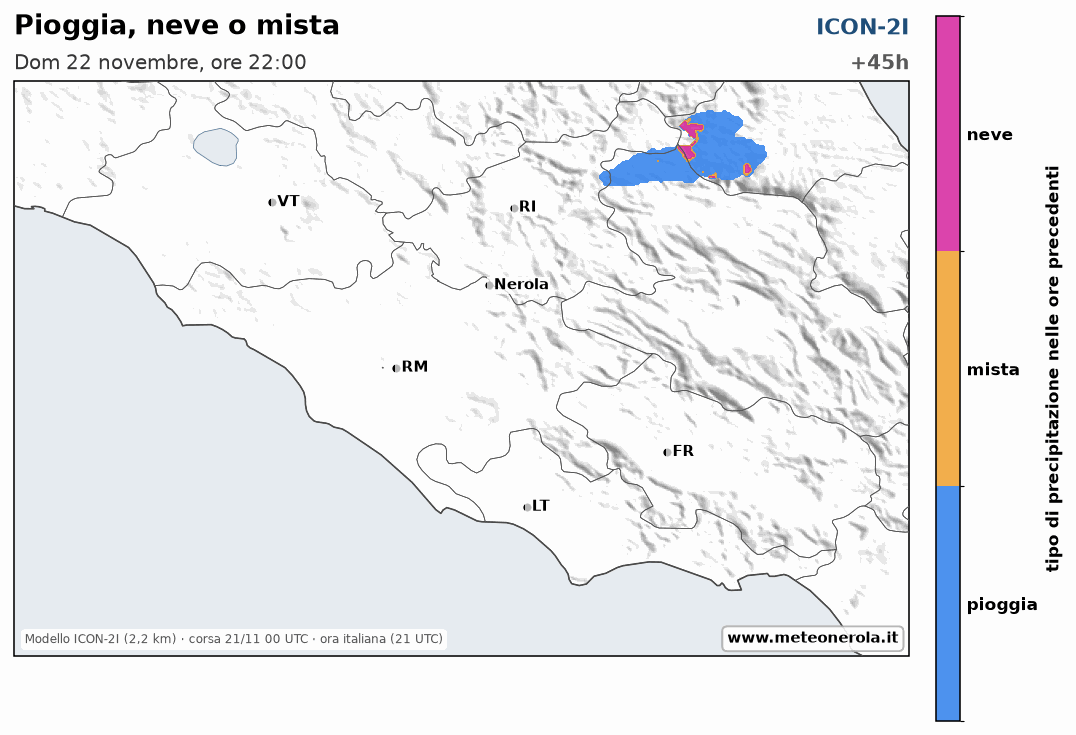 Pioggia, neve o mista
ICON-2I
Dom 22 novembre, ore 22:00
+45h
neve
mista
pioggia
tipo di precipitazione nelle ore precedenti
VT
RI
Nerola
RM
FR
LT
Modello ICON-2I (2,2 km) · corsa 21/11 00 UTC · ora italiana (21 UTC)
www.meteonerola.it